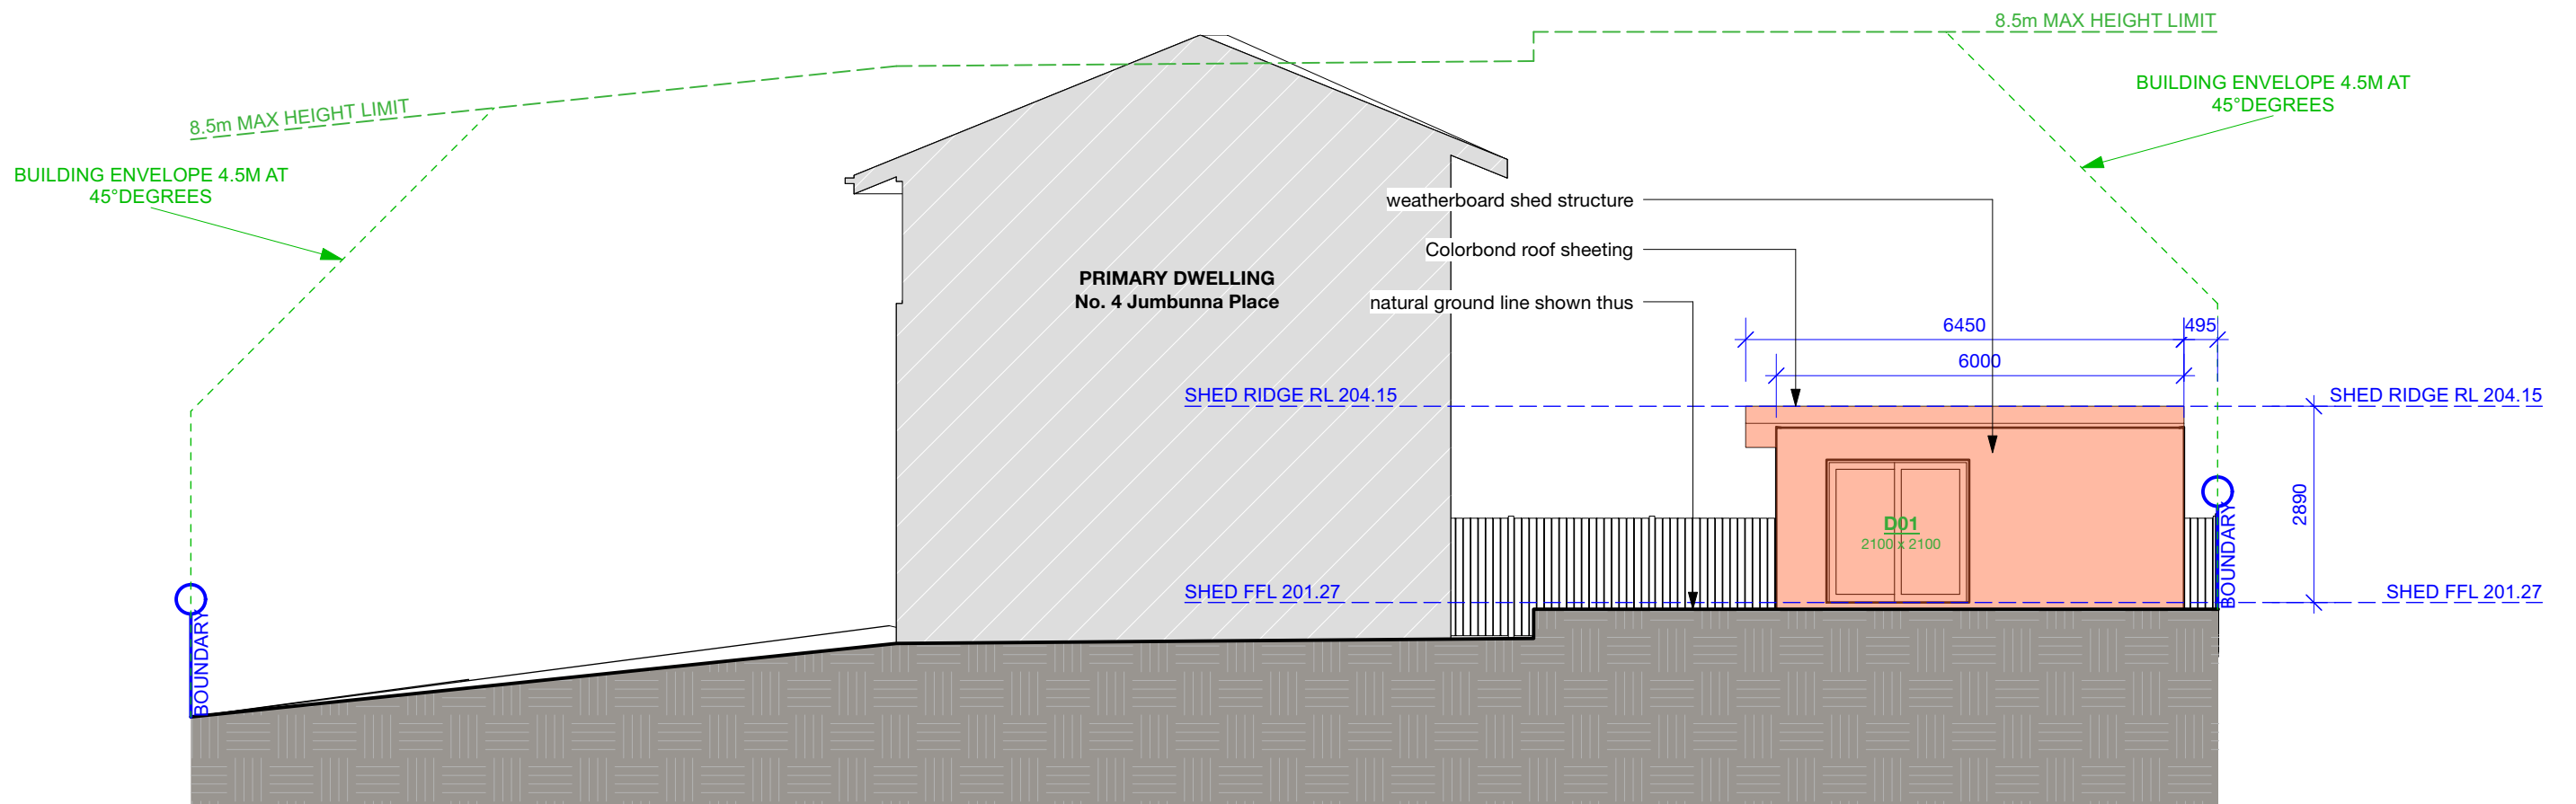 8.5m MAX HEIGHT LIMIT
8.5m MAX HEIGHT LIMIT
BUILDING ENVELOPE 4.5M AT
45°DEGREES
BUILDING ENVELOPE 4.5M AT
45°DEGREES
weatherboard shed structure
Colorbond roof sheeting
natural ground line shown thus
PRIMARY DWELLING
No. 4 Jumbunna Place
6450
495
6000
SHED RIDGE RL 204.15
SHED RIDGE RL 204.15
2890
D01
2100 x 2100
SHED FFL 201.27
SHED FFL 201.27
BOUNDARY
BOUNDARY